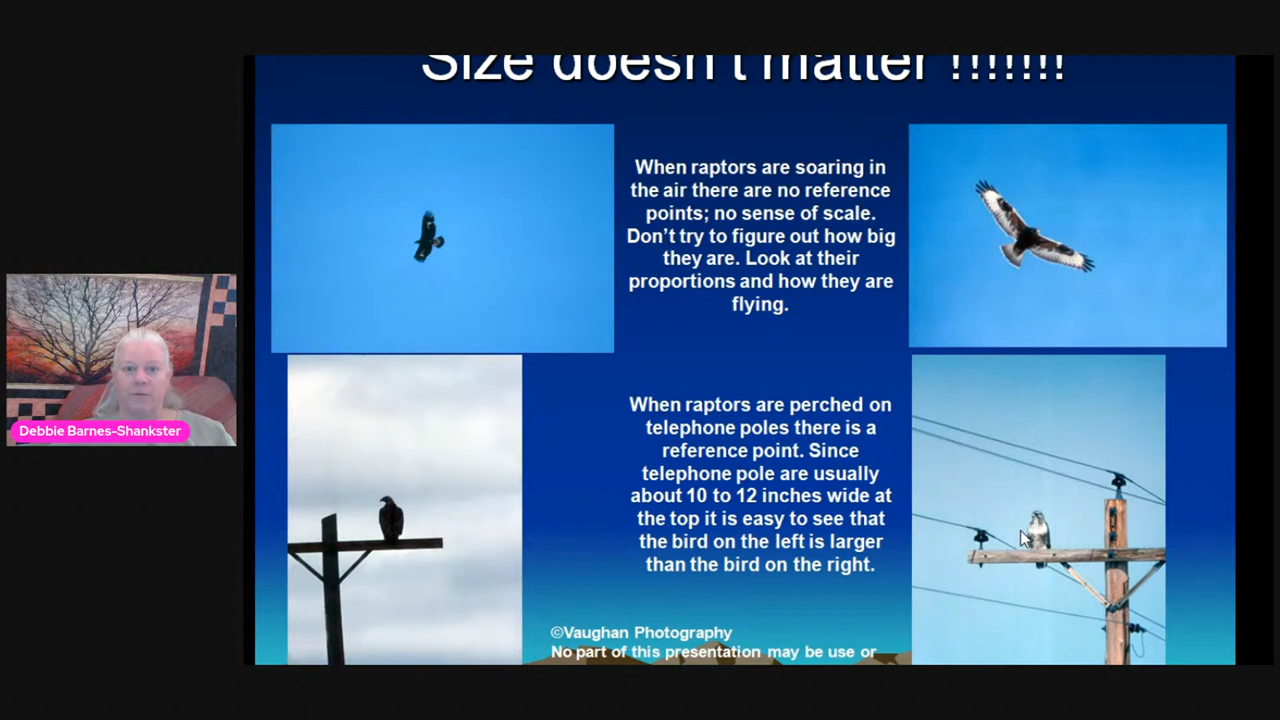 Size doesn't matter !!!!!!!
When raptors are soaring in
the air there are no reference
points; no sense of scale.
Don't try to figure out how big
they are. Look at their
proportions and how they are
flying.
Debbie Barnes-Shankster
When raptors are perched on
telephone poles there is a
reference point. Since
telephone pole are usually
about 10 to 12 inches wide at
the top it is easy to see that
the bird on the left is larger
than the bird on the right.
©Vaughan Photography
No part of this presentation may be use or